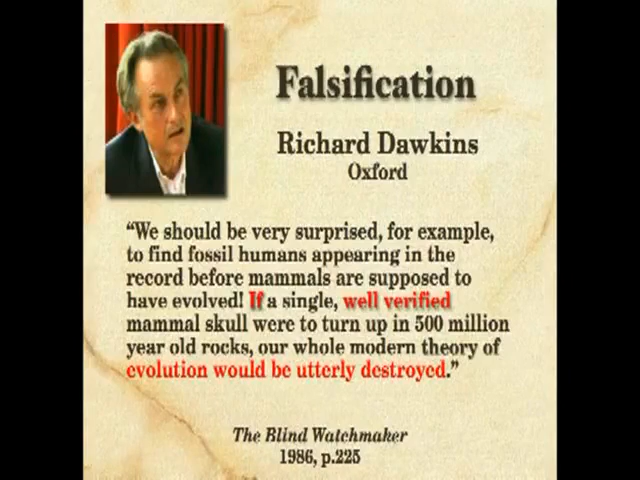 Falsification
Richard Dawkins
Oxford
“We should be very surprised, for example,
to find fossil humans appearing in the
record before mammals are supposed to
have evolved! If a single, well verified
mammal skull were to turn up in 500 million
year old rocks, our whole modern theory of
evolution would be utterly destroyed.”
The Blind Watchmaker
1986, p.225